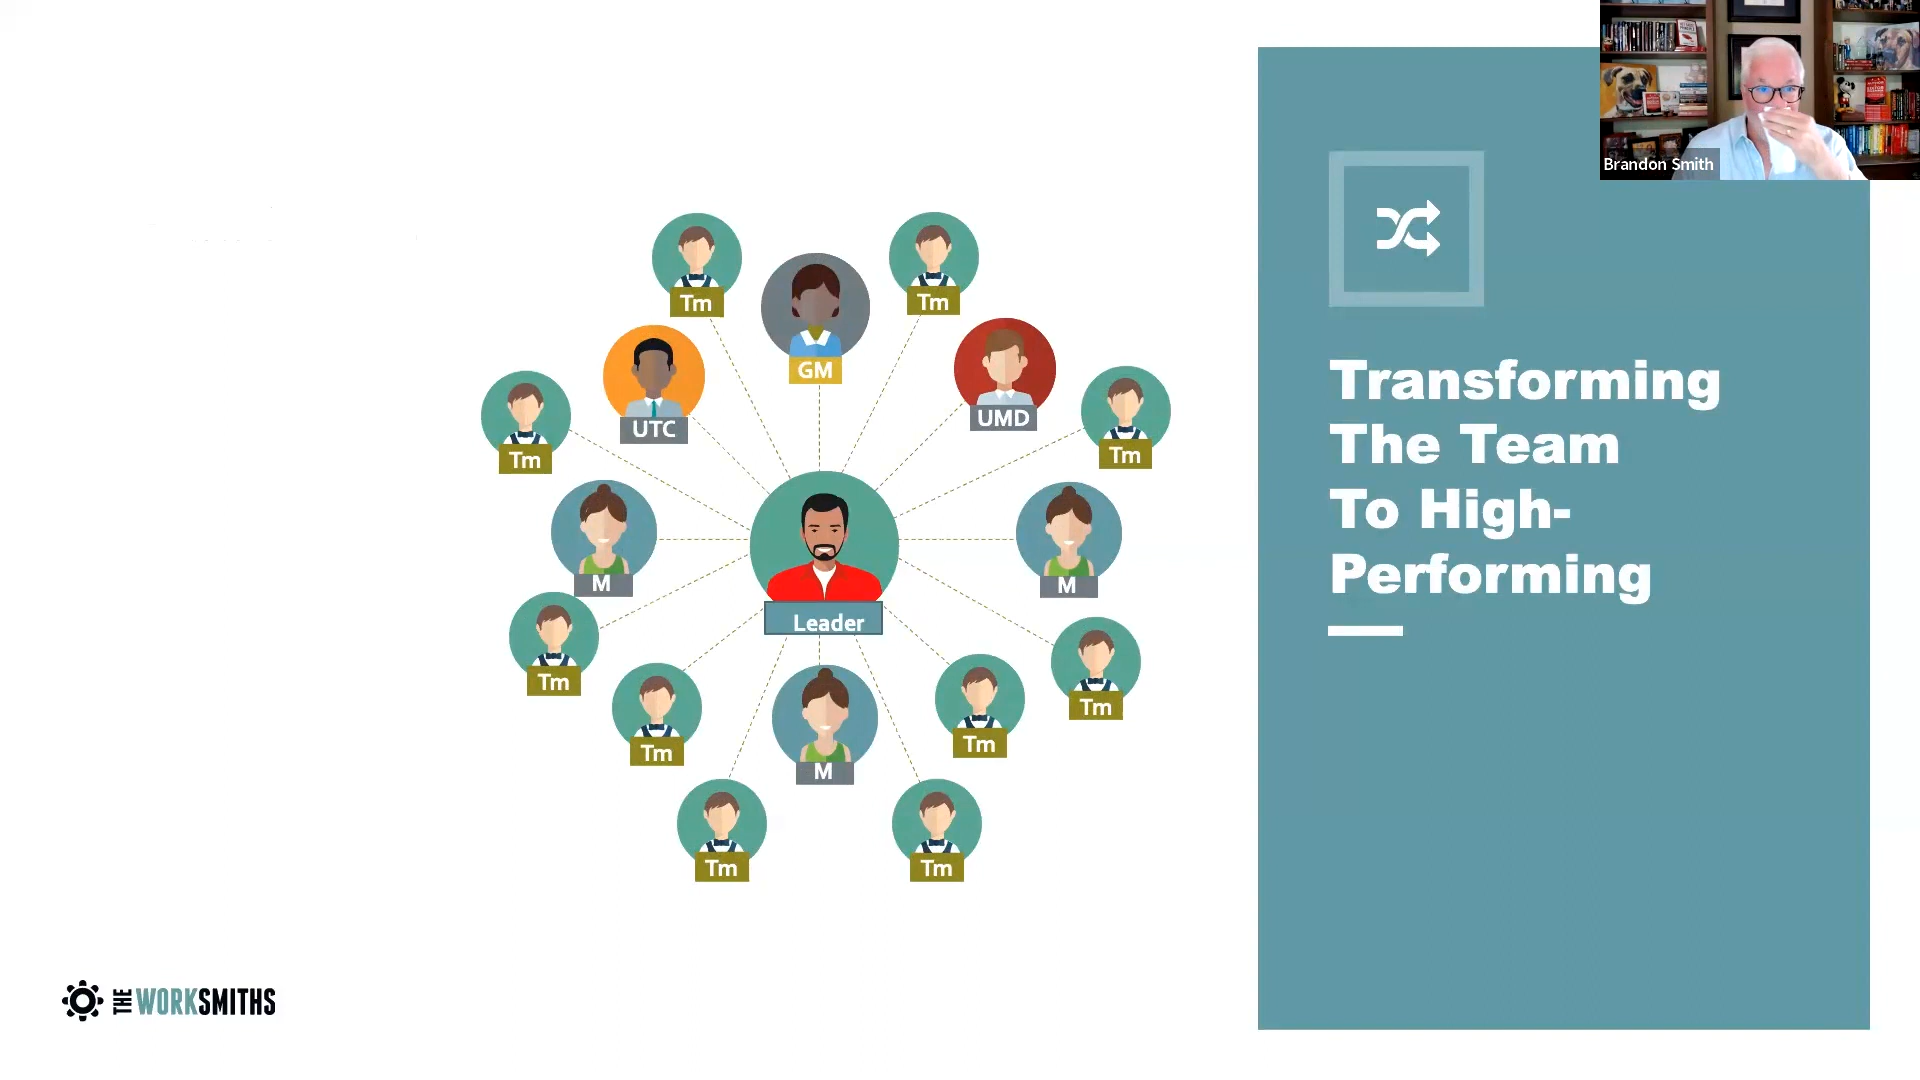 Brandon Smith
Transforming
The Team
To High-
Performing
Tm
Tm
GM
UTC
UMD
Tm
Tm
M
M
Leader
Tm
Tm
Tm
Tm
M
Tm
Tm
THE WORKSMITHS